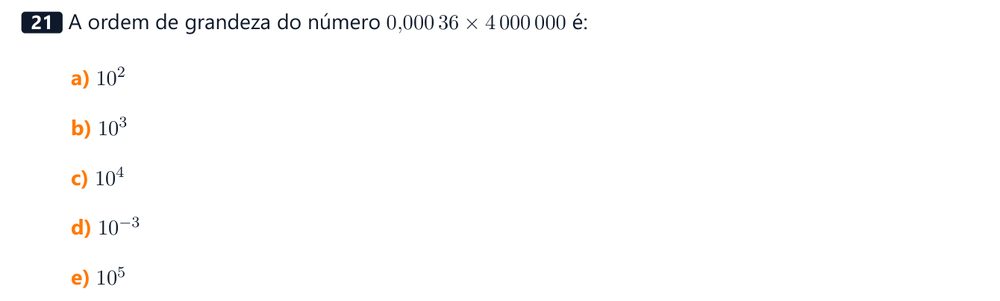 21 A ordem de grandeza do número 0,000 36 × 4 000 000 é:
a) 10²
b) 10³
c) 10⁴
d) 10⁻³
e) 10⁵